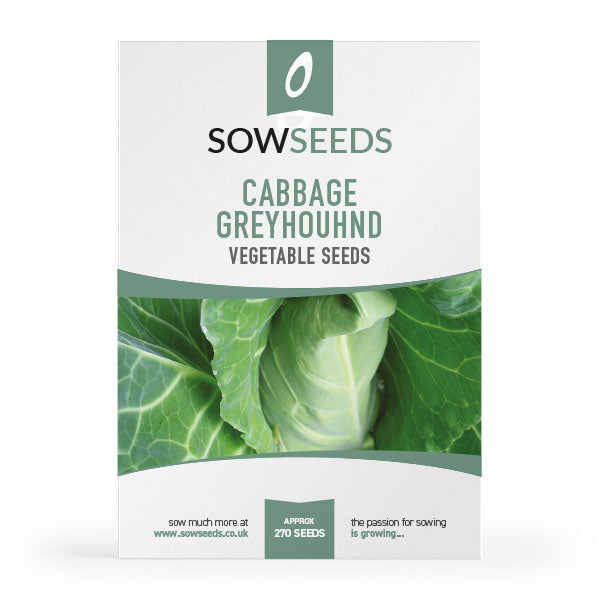 SOWSEEDS
CABBAGE
GREYHOUHND
VEGETABLE SEEDS
sow much more at
www.sowseeds.co.uk
APPROX
270 SEEDS
the passion for sowing
is growing...